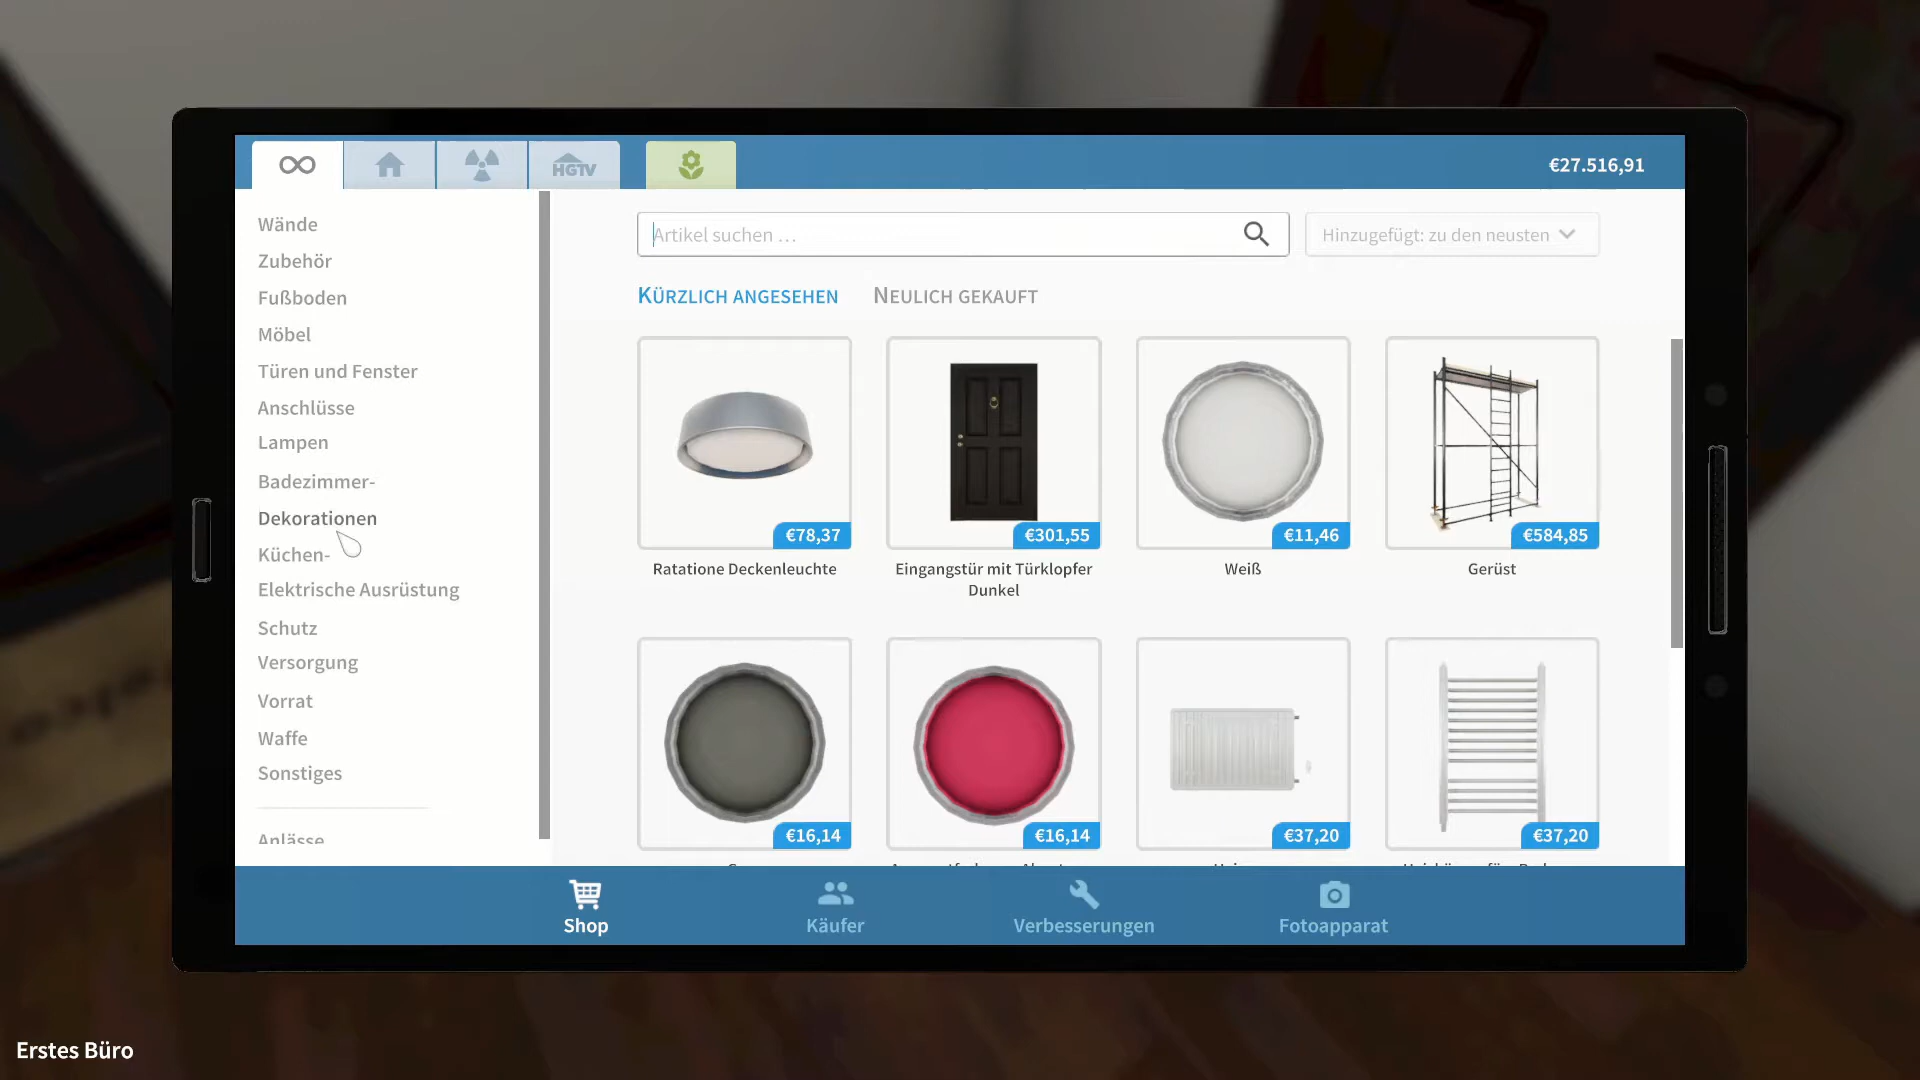 HGTV
€27.516,91
Wände
Zubehör
Fußboden
Möbel
Türen und Fenster
Anschlüsse
Lampen
Badezimmer-
Dekorationen
Küchen-
Elektrische Ausrüstung
Schutz
Versorgung
Vorrat
Waffe
Sonstiges
Anlässe
Artikel suchen ...
Hinzugefügt: zu den neusten
KÜRZLICH ANGESEHEN
NEULICH GEKAUFT
€78,37
Ratatione Deckenleuchte
€301,55
Eingangstür mit Türklopfer
Dunkel
€11,46
Weiß
€584,85
Gerüst
€16,14
€16,14
€37,20
€37,20
Shop
Käufer
Verbesserungen
Fotoapparat
Erstes Büro